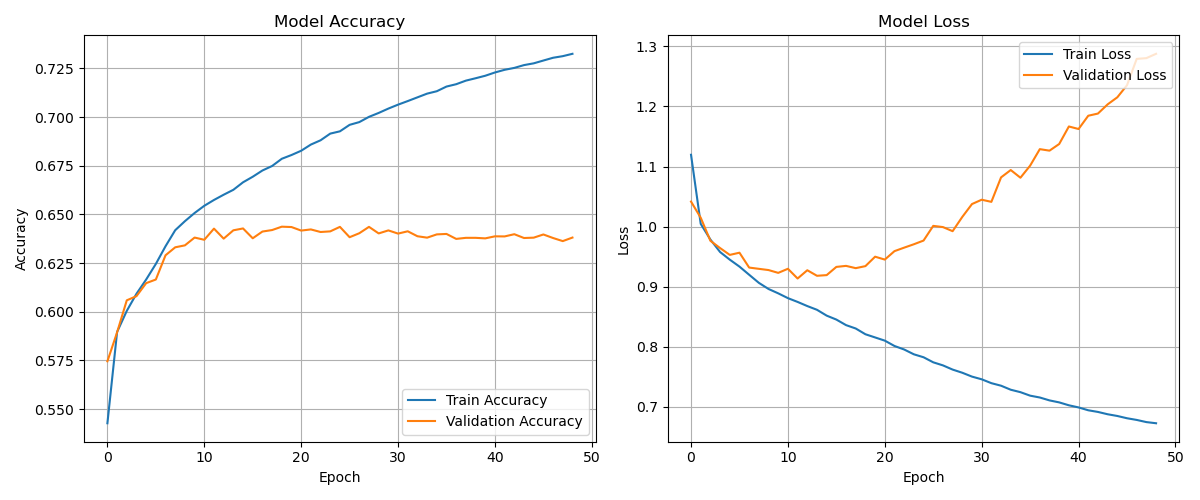 Model Accuracy
Accuracy
0.725
0.700
0.675
0.650
0.625
0.600
0.575
0.550
0 10 20 30 40 50
Epoch
Train Accuracy
Validation Accuracy
Model Loss
Loss
1.3
1.2
1.1
1.0
0.9
0.8
0.7
0 10 20 30 40 50
Epoch
Train Loss
Validation Loss